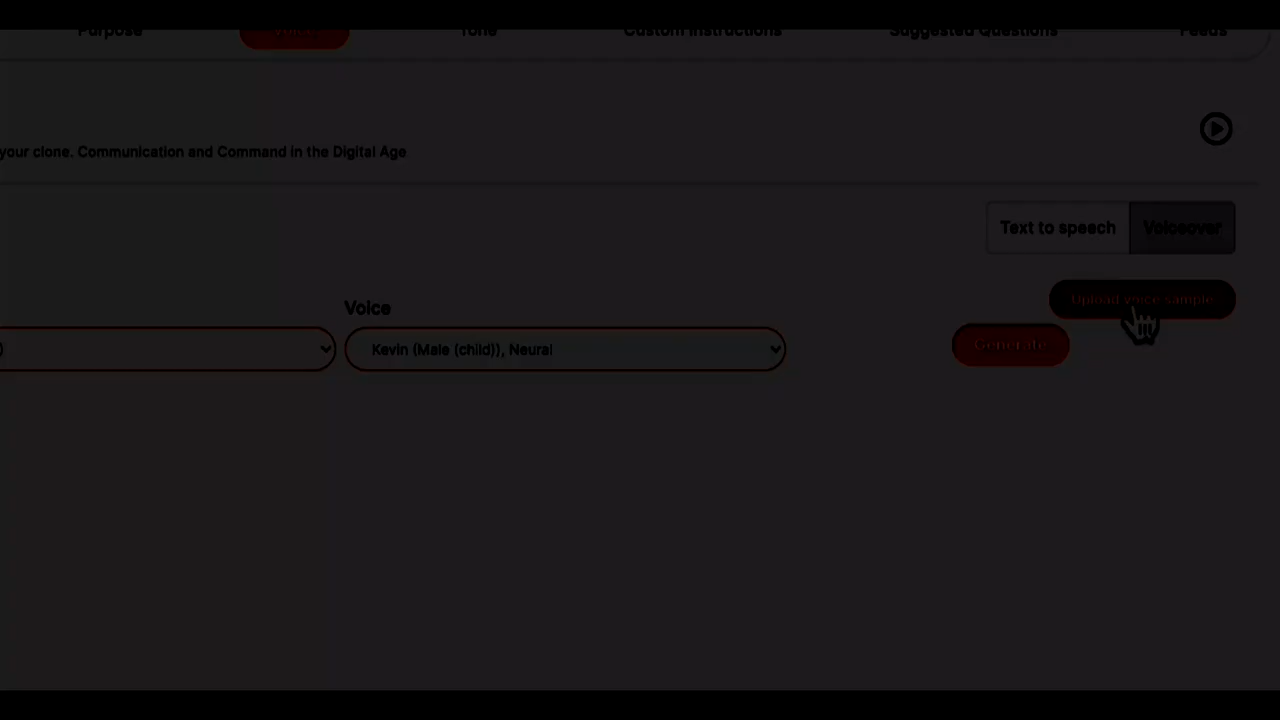 Purpose Voice Tone Custom Instructions Suggested Questions Feeds
your clone. Communication and Command in the Digital Age
Text to speech Voiceover
Upload voice sample
Voice
Kevin (Male (child)), Neural
Generate